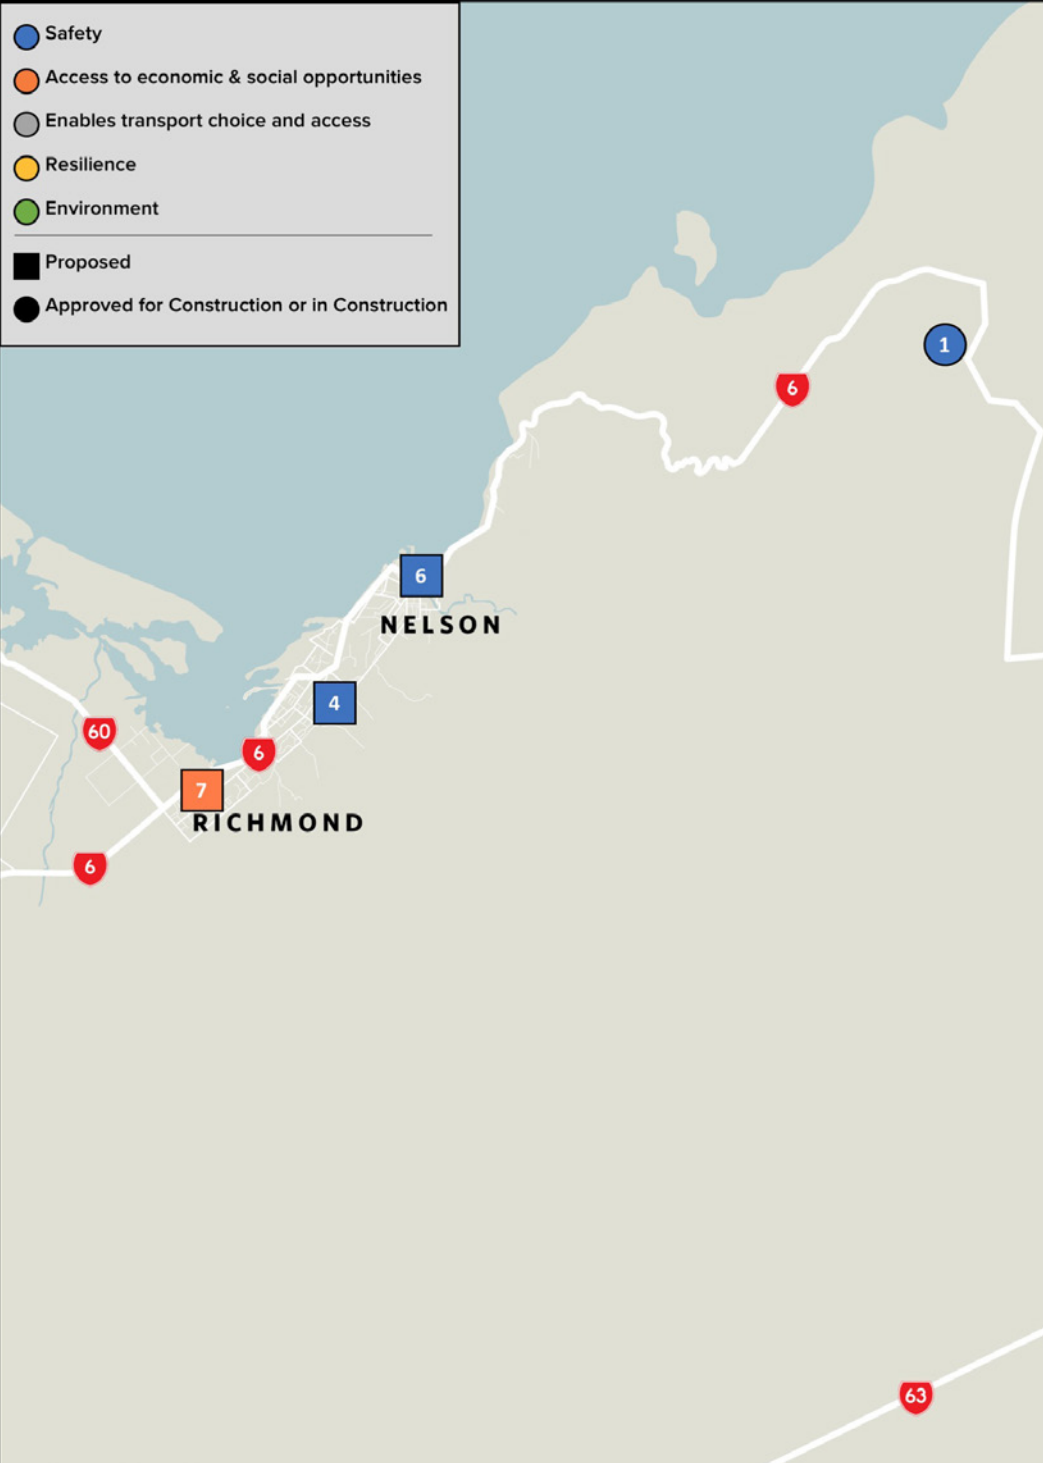 Safety
Access to economic & social opportunities
Enables transport choice and access
Resilience
Environment
Proposed
Approved for Construction or in Construction
1
6
6
NELSON
4
60
6
7
RICHMOND
6
63